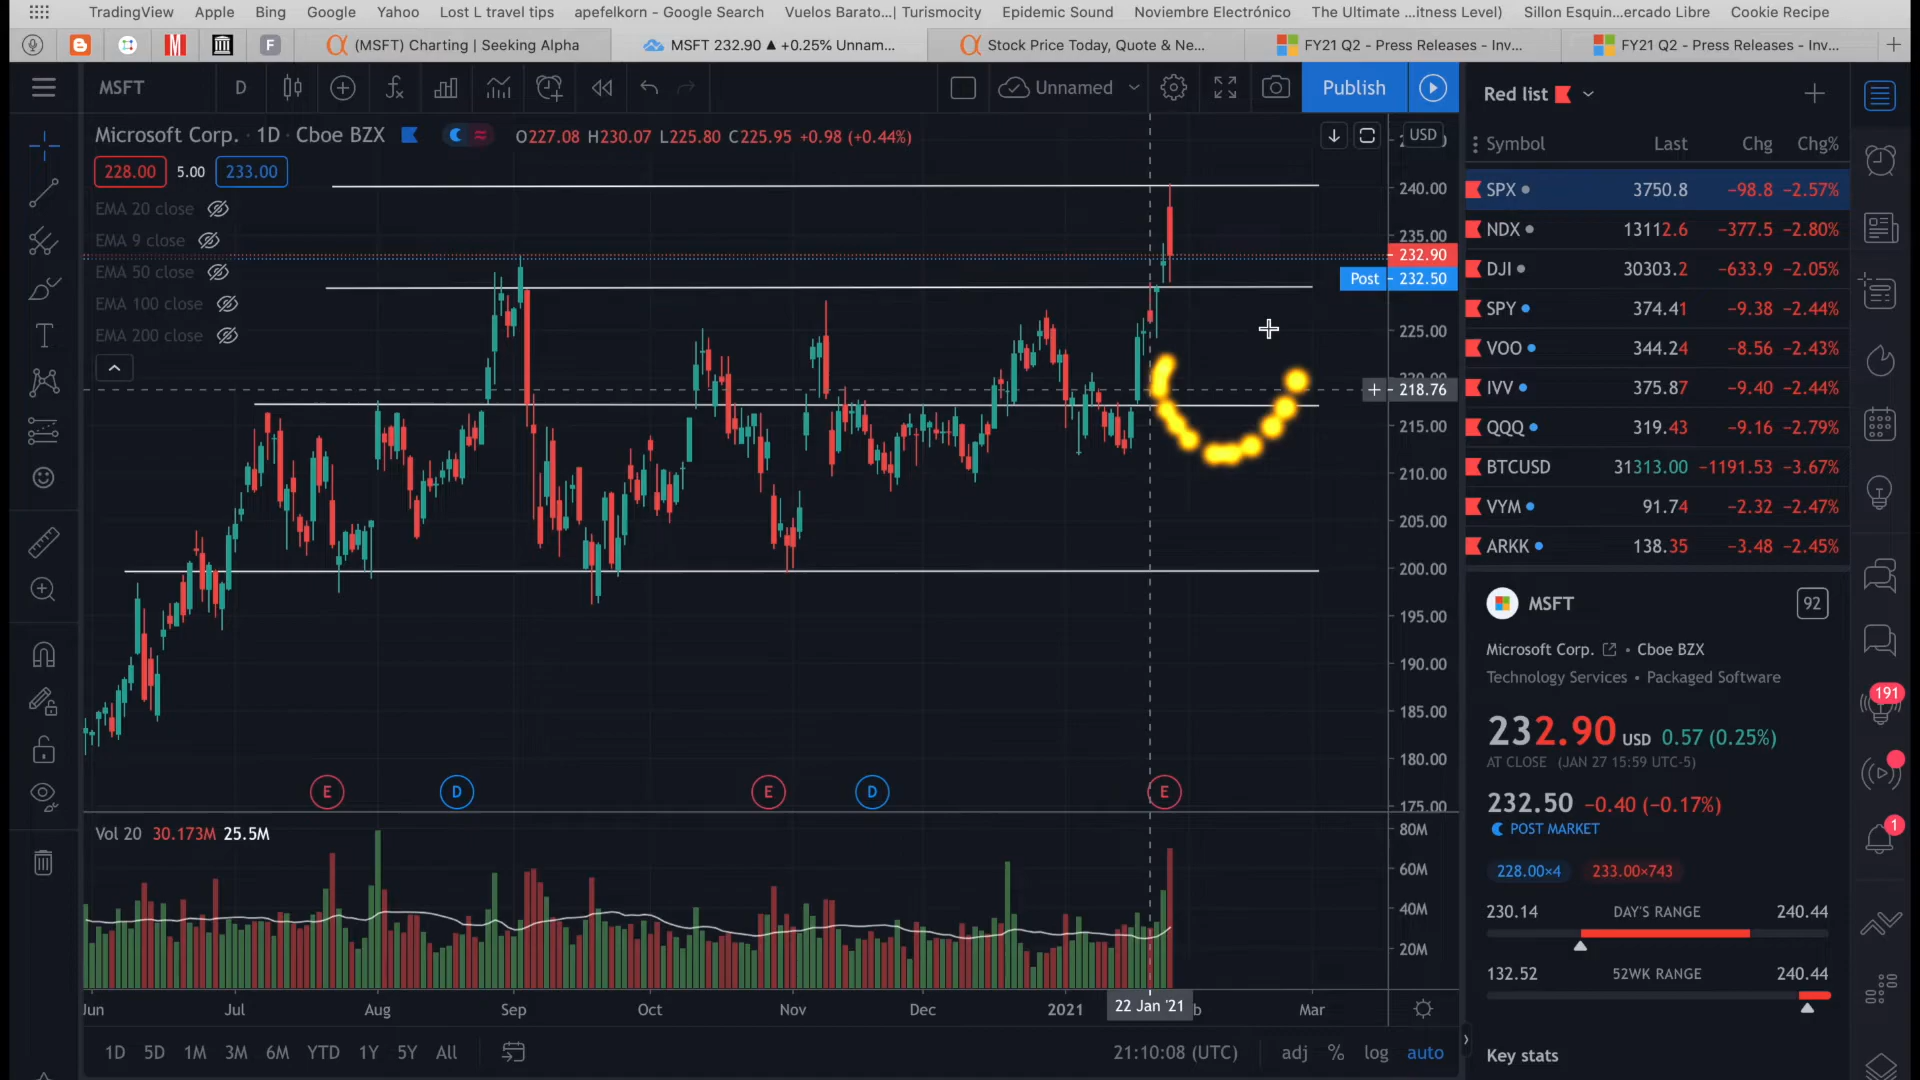 TradingView Apple Bing Google Yahoo Lost L travel tips apefelkorn - Google Search Vuelos Barato...| Turismocity Epidemic Sound Noviembre Electrónico The Ultimate ...itness Level) Sillon Esquin...ercado Libre Cookie Recipe
(MSFT) Charting | Seeking Alpha MSFT 232.90 ▲ +0.25% Unnam... Stock Price Today, Quote & Ne... FY21 Q2 - Press Releases - Inv... FY21 Q2 - Press Releases - Inv...
MSFT D Unnamed Publish
Microsoft Corp. · 1D · Cboe BZX O227.08 H230.07 L225.80 C225.95 +0.98 (+0.44%)
228.00 5.00 233.00
EMA 20 close
EMA 9 close
EMA 50 close
EMA 100 close
EMA 200 close
USD
240.00
235.00
232.90
Post 232.50
225.00
218.76
215.00
210.00
205.00
200.00
195.00
190.00
185.00
180.00
175.00
E D E D E
Vol 20 30.173M 25.5M
80M
60M
40M
20M
Jun Jul Aug Sep Oct Nov Dec 2021 22 Jan '21 Mar
1D 5D 1M 3M 6M YTD 1Y 5Y All 21:10:08 (UTC) adj % log auto
Red list
Symbol Last Chg Chg%
SPX 3750.8 −98.8 −2.57%
NDX 13112.6 −377.5 −2.80%
DJI 30303.2 −633.9 −2.05%
SPY 374.41 −9.38 −2.44%
VOO 344.24 −8.56 −2.43%
IVV 375.87 −9.40 −2.44%
QQQ 319.43 −9.16 −2.79%
BTCUSD 31313.00 −1191.53 −3.67%
VYM 91.74 −2.32 −2.47%
ARKK 138.35 −3.48 −2.45%
MSFT 92
Microsoft Corp. • Cboe BZX
Technology Services • Packaged Software
232.90 USD 0.57 (0.25%)
AT CLOSE (JAN 27 15:59 UTC-5)
232.50 −0.40 (−0.17%)
POST MARKET
228.00×4 233.00×743
230.14 DAY'S RANGE 240.44
132.52 52WK RANGE 240.44
Key stats
191
1